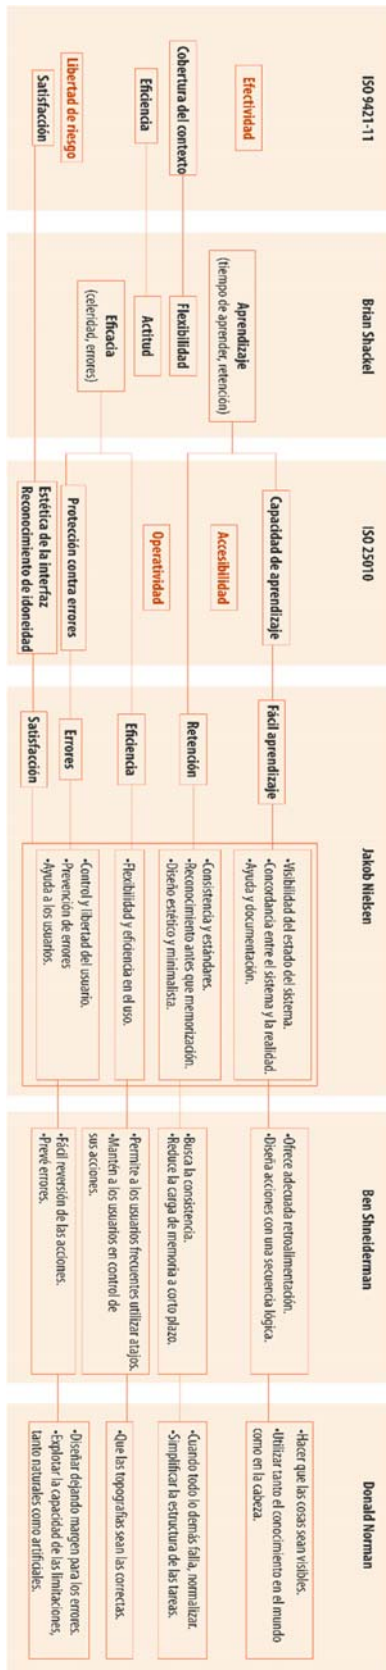 ISO 9421-11
Efectividad
Cobertura del contexto
Eficiencia
Libertad de riesgo
Satisfacción
Brian Shackel
Aprendizaje
(tiempo de aprender, retención)
Flexibilidad
Actitud
Eficacia
(celeridad, errores)
ISO 25010
Capacidad de aprendizaje
Accesibilidad
Operatividad
Protección contra errores
Estética de la interfaz
Reconocimiento de idoneidad
Jakob Nielsen
Fácil aprendizaje
•Visibilidad del estado del sistema.
•Concordancia entre el sistema y la realidad.
•Ayuda y documentación.
Retención
•Consistencia y estándares.
•Reconocimiento antes que memorización.
•Diseño estético y minimalista.
Eficiencia
•Flexibilidad y eficiencia en el uso.
Errores
Satisfacción
•Control y libertad del usuario.
•Prevención de errores
•Ayuda a los usuarios.
Ben Shneiderman
•Ofrece adecuada retroalimentación.
•Diseña acciones con una secuencia lógica.
•Busca la consistencia.
•Reduce la carga de memoria a corto plazo.
•Permite a los usuarios frecuentes utilizar atajos.
•Mantén a los usuarios en control de
sus acciones.
•Fácil reversión de las acciones.
•Prevé errores.
Donald Norman
•Hacer que las cosas sean visibles.
•Utilizar tanto el conocimiento en el mundo
como en la cabeza.
•Cuando todo lo demás falla, normalizar.
•Simplificar la estructura de las tareas.
•Que las topografías sean las correctas.
•Diseñar dejando margen para los errores.
•Explotar la capacidad de las limitaciones,
tanto naturales como artificiales.